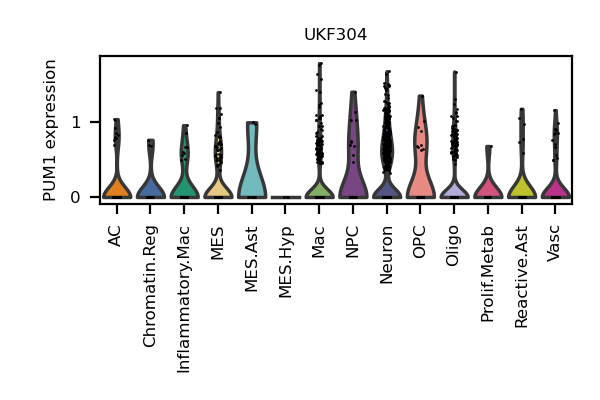 UKF304
PUM1 expression
1
0
AC
Chromatin.Reg
Inflammatory.Mac
MES
MES.Ast
MES.Hyp
Mac
NPC
Neuron
OPC
Oligo
Prolif.Metab
Reactive.Ast
Vasc